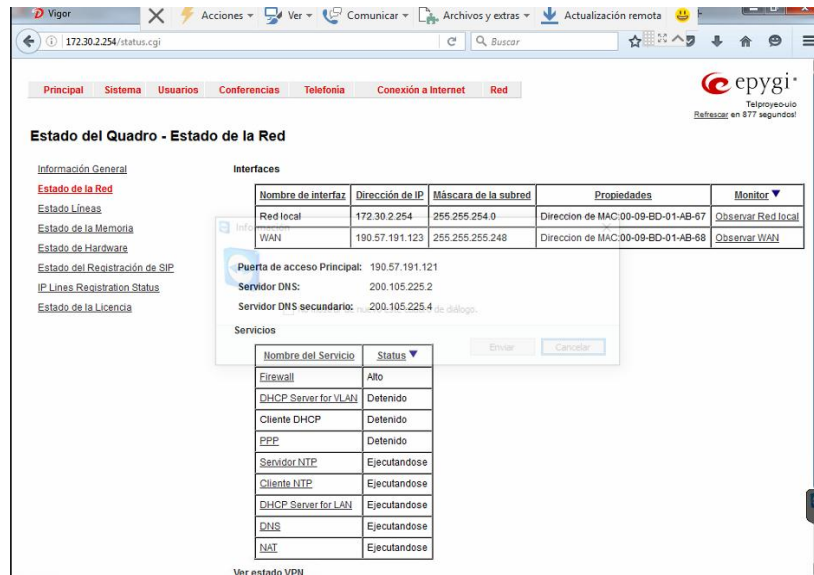 Vigor
Acciones Ver Comunicar Archivos y extras Actualización remota
172.30.2.254/status.cgi
Buscar
epygi
Telproyeo-uio
Refrescar en 877 segundos!
Principal Sistema Usuarios Conferencias Telefonía Conexión a Internet Red
Estado del Quadro - Estado de la Red
Información General
Estado de la Red
Estado Líneas
Estado de la Memoria
Estado de Hardware
Estado del Registración de SIP
IP Lines Registration Status
Estado de la Licencia
Interfaces
Nombre de interfaz Dirección de IP Máscara de la subred Propiedades Monitor
Red local 172.30.2.254 255.255.254.0 Direccion de MAC:00-09-BD-01-AB-67 Observar Red local
WAN 190.57.191.123 255.255.255.248 Direccion de MAC:00-09-BD-01-AB-68 Observar WAN
Información
Puerta de acceso Principal: 190.57.191.121
Servidor DNS: 200.105.225.2
Servidor DNS secundario: 200.105.225.4
de diálogo.
Enviar Cancelar
Servicios
Nombre del Servicio Status
Firewall Alto
DHCP Server for VLAN Detenido
Cliente DHCP Detenido
PPP Detenido
Servidor NTP Ejecutandose
Cliente NTP Ejecutandose
DHCP Server for LAN Ejecutandose
DNS Ejecutandose
NAT Ejecutandose
Ver estado VPN